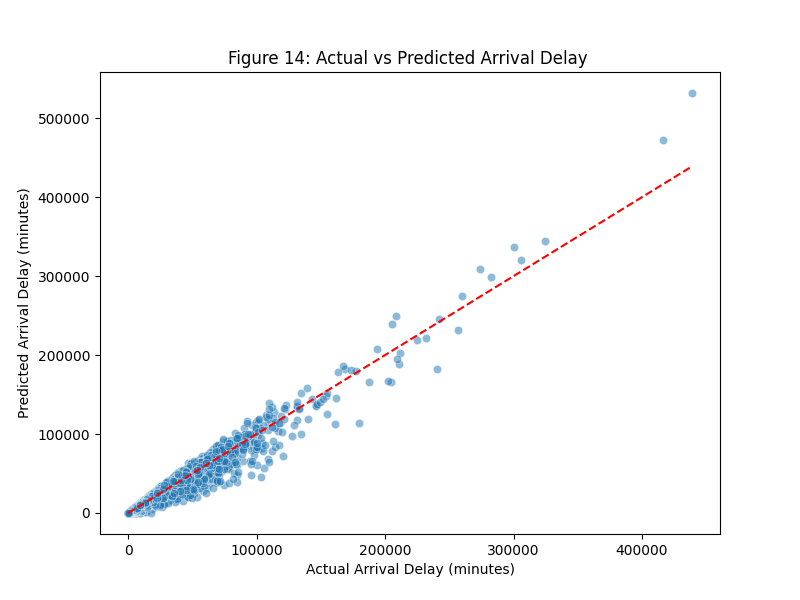 Figure 14: Actual vs Predicted Arrival Delay
500000
400000
300000
200000
100000
0
Predicted Arrival Delay (minutes)
0 100000 200000 300000 400000
Actual Arrival Delay (minutes)